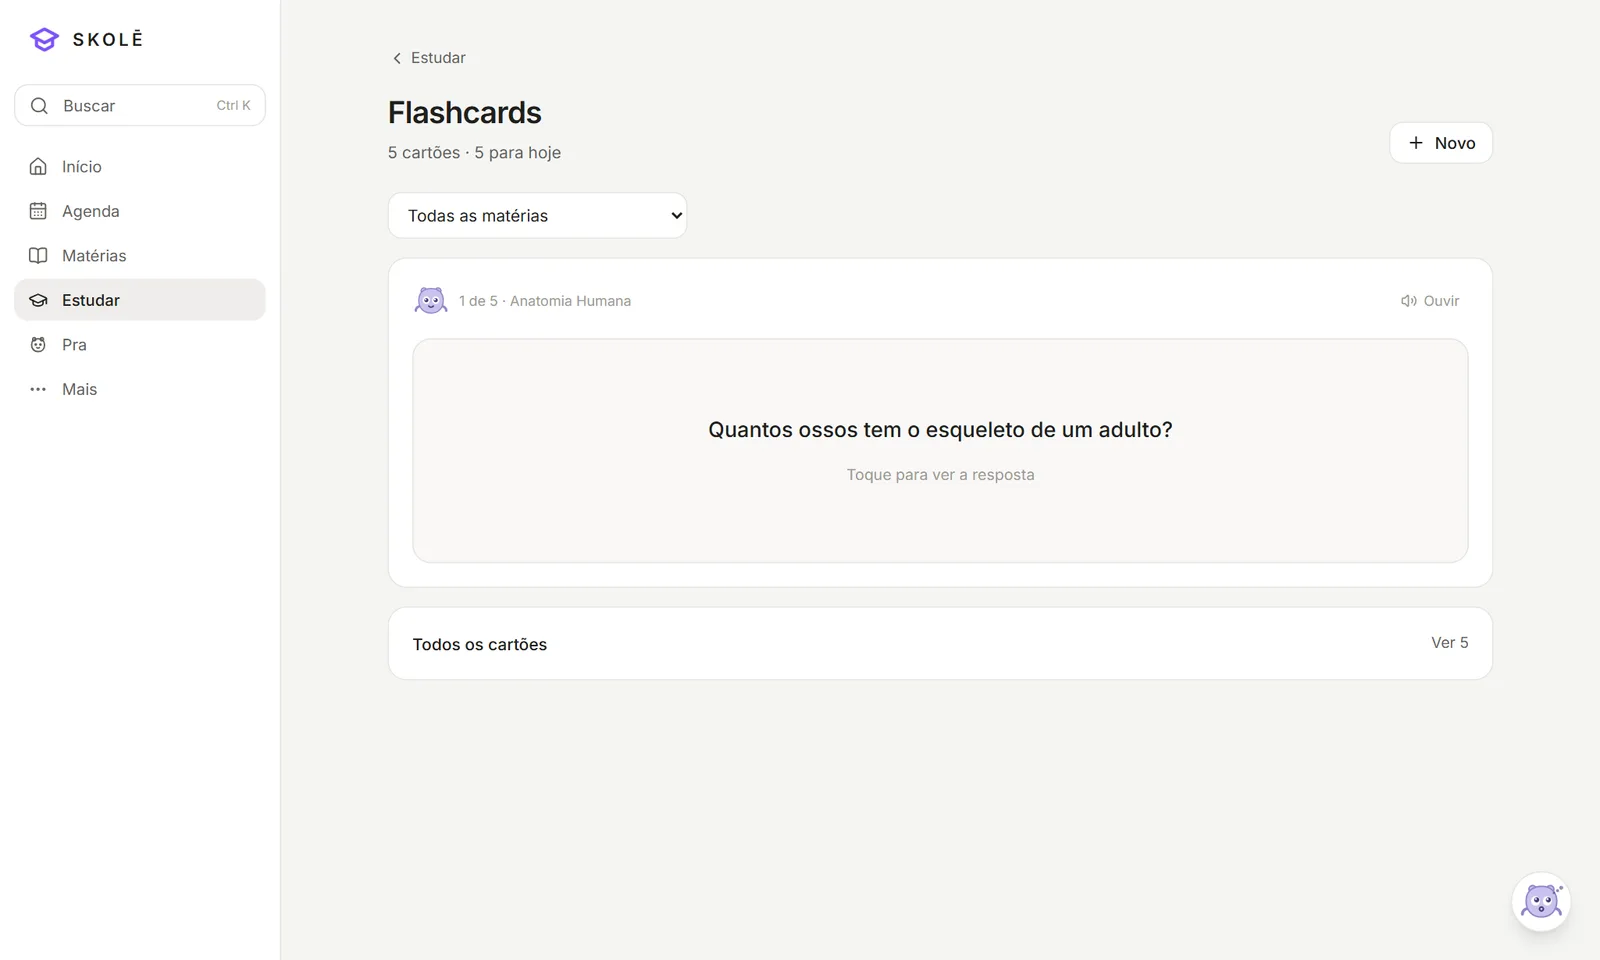 SKOLĒ
Buscar Ctrl K
Início
Agenda
Matérias
Estudar
Pra
Mais
Estudar
Flashcards
5 cartões · 5 para hoje
Novo
Todas as matérias
1 de 5 · Anatomia Humana
Ouvir
Quantos ossos tem o esqueleto de um adulto?
Toque para ver a resposta
Todos os cartões
Ver 5